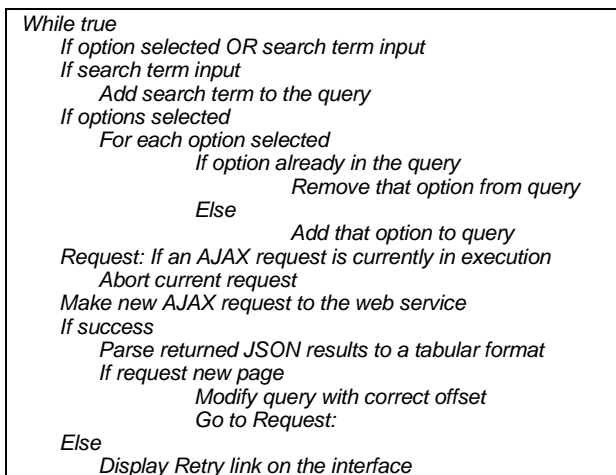 While true
If option selected OR search term input
If search term input
Add search term to the query
If options selected
For each option selected
If option already in the query
Remove that option from query
Else
Add that option to query
Request: If an AJAX request is currently in execution
Abort current request
Make new AJAX request to the web service
If success
Parse returned JSON results to a tabular format
If request new page
Modify query with correct offset
Go to Request:
Else
Display Retry link on the interface